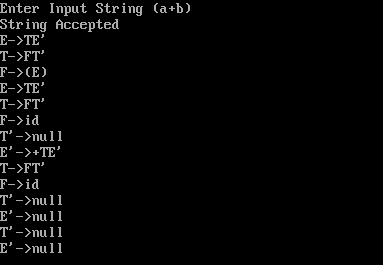 Enter Input String (a+b)
String Accepted
E->TE'
T->FT'
F->(E)
E->TE'
T->FT'
F->id
T'->null
E'->+TE'
T->FT'
F->id
T'->null
E'->null
T'->null
E'->null